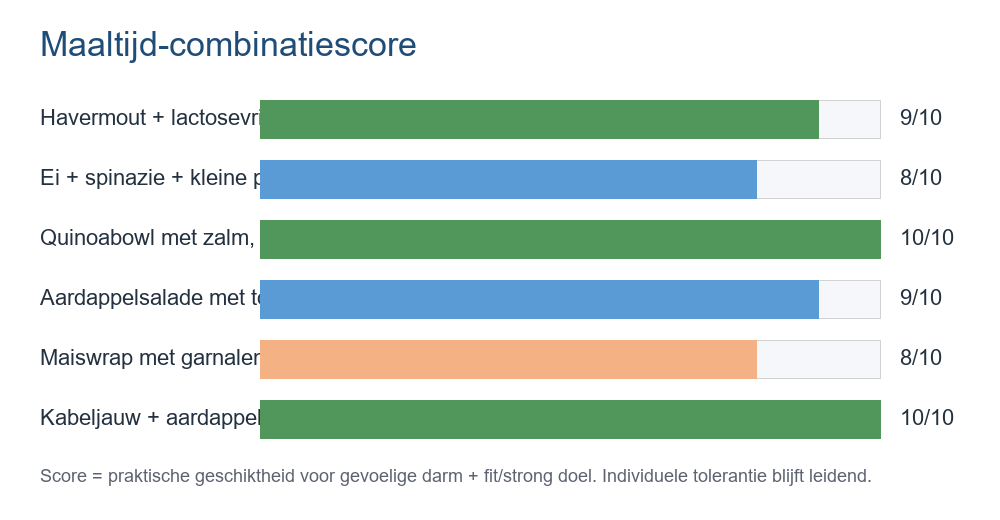 Maaltijd-combinatiescore
Havermout + lactosevri 9/10
Ei + spinazie + kleine 8/10
Quinoabowl met zalm, 10/10
Aardappelsalade met 9/10
Maiswrap met garnalen 8/10
Kabeljauw + aardappel 10/10
Score = praktische geschiktheid voor gevoelige darm + fit/strong doel. Individuele tolerantie blijft leidend.